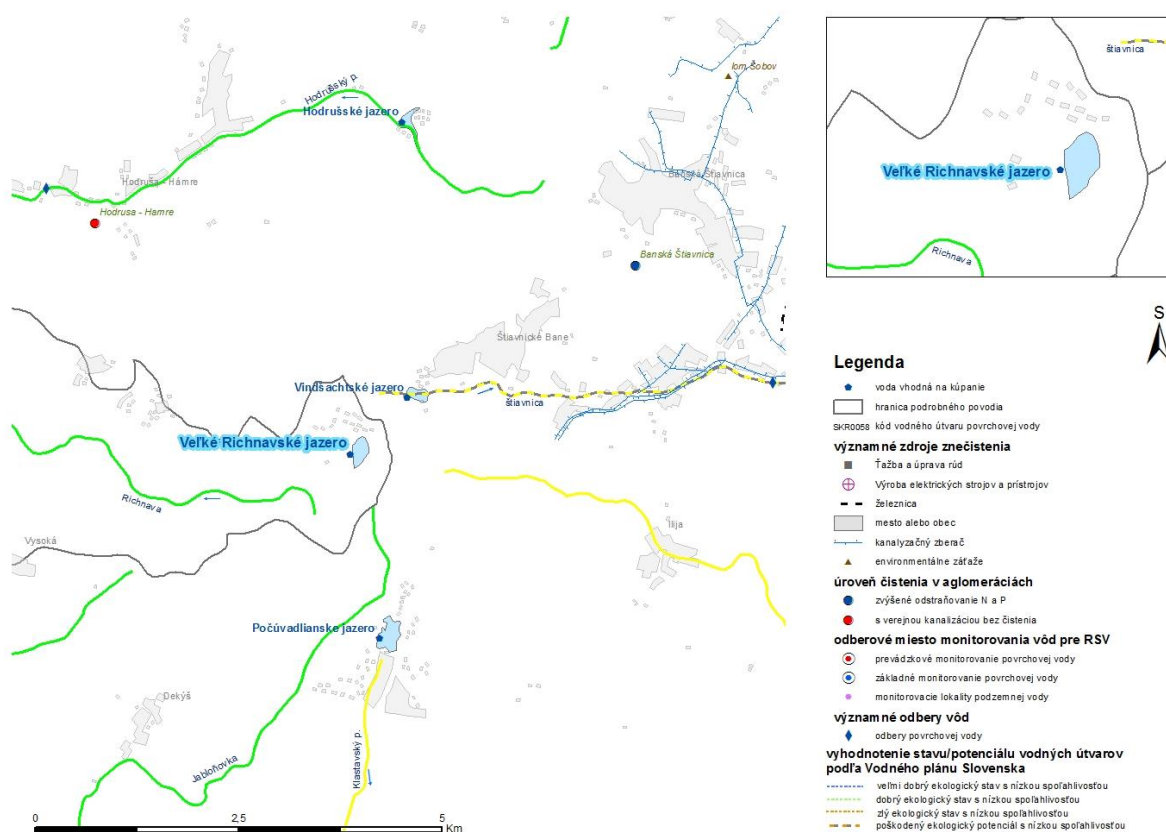 Hodrušský p.
Hodrušské jazero
lom Šobov
Banská Štiavnica
Hodruša - Hámre
Hodrusa - Hamre
Banská Štiavnica
Štiavnické Bane
Vindšachtské jazero
štiavnica
Veľké Richnavské jazero
Richnava
Vysoká
Ilija
Počúvadlianske jazero
Dekýš
Jabloňovka
Klastavský p.
0 2,5 5
Km
štiavnica
Veľké Richnavské jazero
Richnava
S
Legenda
voda vhodná na kúpanie
hranica podrobného povodia
SKR0058 kód vodného útvaru povrchovej vody
významné zdroje znečistenia
Ťažba a úprava rúd
Výroba elektrických strojov a prístrojov
železnica
mesto alebo obec
kanalyzačný zberač
environmentálne záťaže
úroveň čistenia v aglomeráciách
zvýšené odstraňovanie N a P
s verejnou kanalizáciou bez čistenia
odberové miesto monitorovania vôd pre RSV
prevádzkové monitorovanie povrchovej vody
základné monitorovanie povrchovej vody
monitorovacie lokality podzemnej vody
významné odbery vôd
odbery povrchovej vody
vyhodnotenie stavu/potenciálu vodných útvarov
podľa Vodného plánu Slovenska
veľmi dobrý ekologický stav s nízkou spoľahlivosťou
dobrý ekologický stav s nízkou spoľahlivosťou
zlý ekologický stav s nízkou spoľahlivosťou
poškodený ekologický potenciál s nízkou spoľahlivosťou